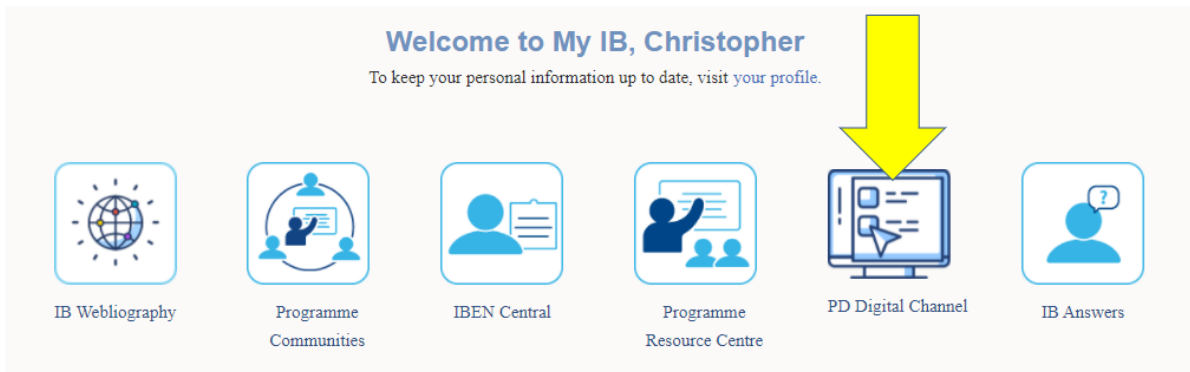 Welcome to My IB, Christopher
To keep your personal information up to date, visit your profile.
?
IB Webliography
Programme
Communities
IBEN Central
Programme
Resource Centre
PD Digital Channel
IB Answers